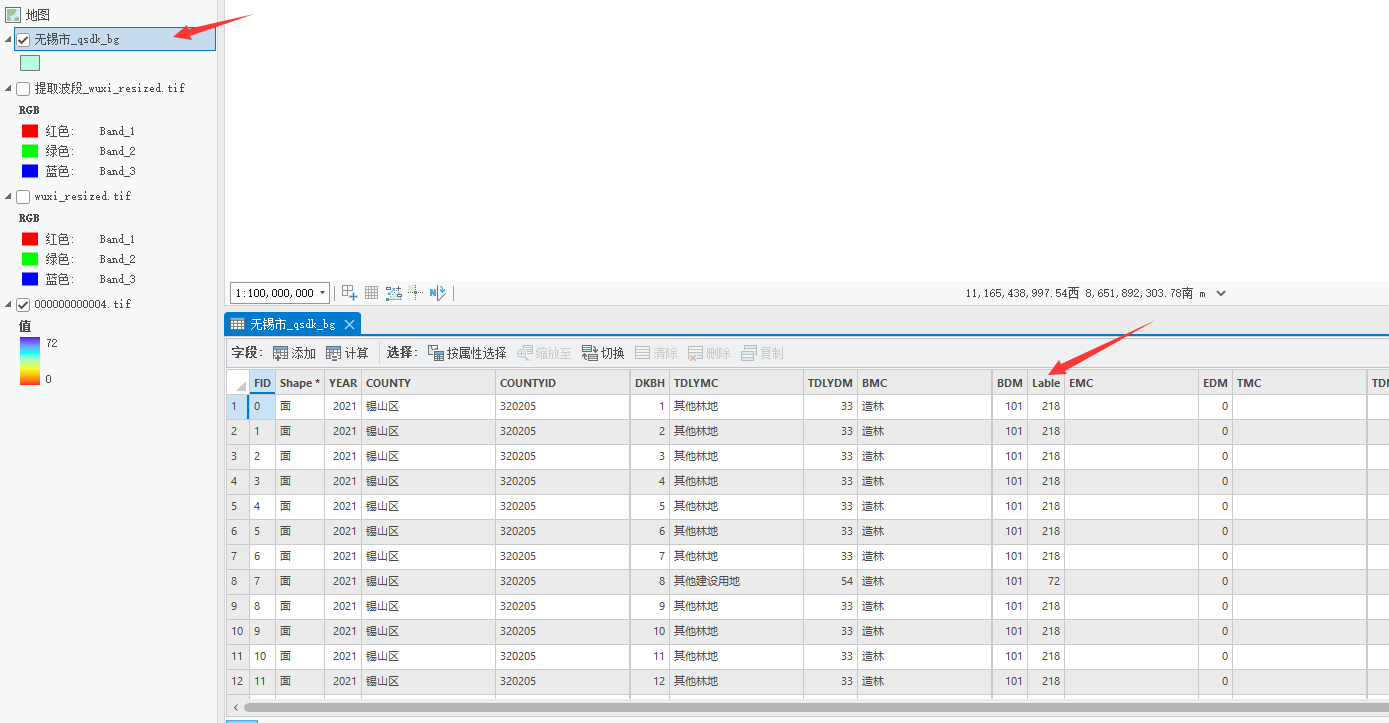 地图
无锡市_qsdk_bg
提取波段_wuxi_resized.tif
RGB
红色: Band_1
绿色: Band_2
蓝色: Band_3
wuxi_resized.tif
RGB
红色: Band_1
绿色: Band_2
蓝色: Band_3
000000000004.tif
值
72
0
1:100,000,000
11,165,438,997.54西 8,651,892,303.78南 m
无锡市_qsdk_bg
字段: 添加 计算 选择: 按属性选择 缩放至 切换 清除 删除 复制
FID Shape * YEAR COUNTY COUNTYID DKBH TDLYMC TDLYDM BMC BDM Lable EMC EDM TMC TDM
1 0 面 2021 锡山区 320205 1 其他林地 33 造林 101 218 0
2 1 面 2021 锡山区 320205 2 其他林地 33 造林 101 218 0
3 2 面 2021 锡山区 320205 3 其他林地 33 造林 101 218 0
4 3 面 2021 锡山区 320205 4 其他林地 33 造林 101 218 0
5 4 面 2021 锡山区 320205 5 其他林地 33 造林 101 218 0
6 5 面 2021 锡山区 320205 6 其他林地 33 造林 101 218 0
7 6 面 2021 锡山区 320205 7 其他林地 33 造林 101 218 0
8 7 面 2021 锡山区 320205 8 其他建设用地 54 造林 101 72 0
9 8 面 2021 锡山区 320205 9 其他林地 33 造林 101 218 0
10 9 面 2021 锡山区 320205 10 其他林地 33 造林 101 218 0
11 10 面 2021 锡山区 320205 11 其他林地 33 造林 101 218 0
12 11 面 2021 锡山区 320205 12 其他林地 33 造林 101 218 0